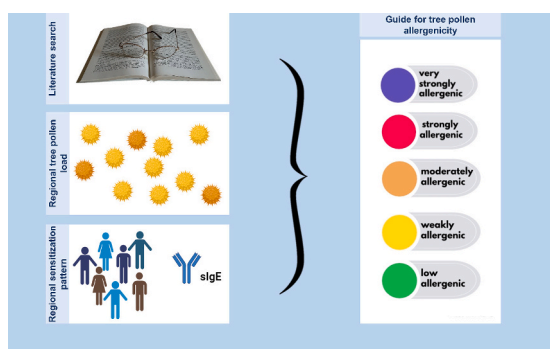 Literature search
Regional tree pollen
load
Regional sensitization
pattern
sIgE
Guide for tree pollen
allergenicity
very
strongly
allergenic
strongly
allergenic
moderately
allergenic
weakly
allergenic
low
allergenic